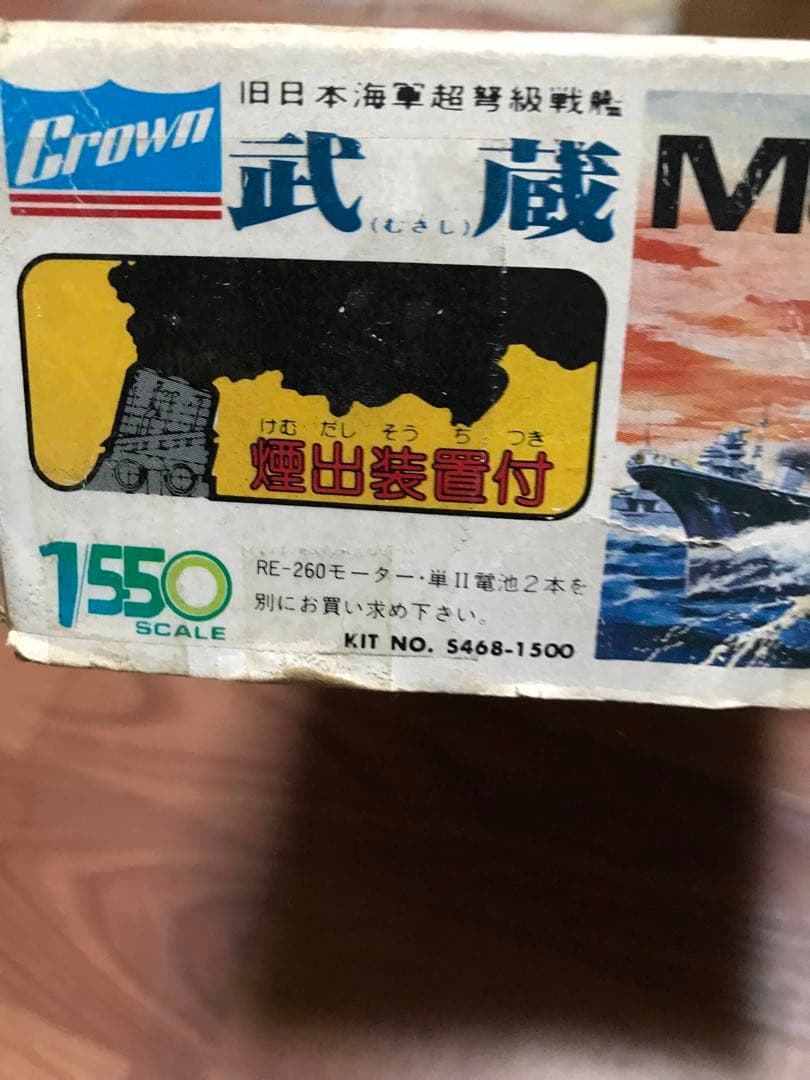 Crown
旧日本海軍超弩級戦艦
武蔵
(むさし)
けむだしそうちつき
煙出装置付
1/550
SCALE
RE-260モーター・単II電池2本を
別にお買い求め下さい。
KIT NO. S468-1500